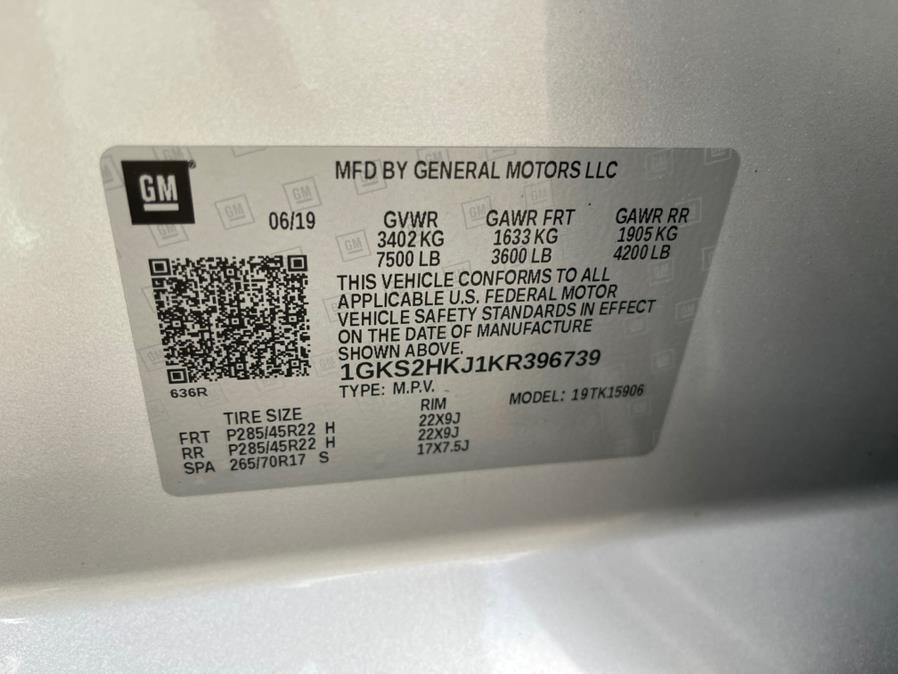 GM
MFD BY GENERAL MOTORS LLC
06/19 GVWR GAWR FRT GAWR RR
3402 KG 1633 KG 1905 KG
7500 LB 3600 LB 4200 LB
THIS VEHICLE CONFORMS TO ALL
APPLICABLE U.S. FEDERAL MOTOR
VEHICLE SAFETY STANDARDS IN EFFECT
ON THE DATE OF MANUFACTURE
SHOWN ABOVE.
1GKS2HKJ1KR396739
TYPE: M.P.V. MODEL: 19TK15906
636R
TIRE SIZE RIM
FRT P285/45R22 H 22X9J
RR P285/45R22 H 22X9J
SPA 265/70R17 S 17X7.5J